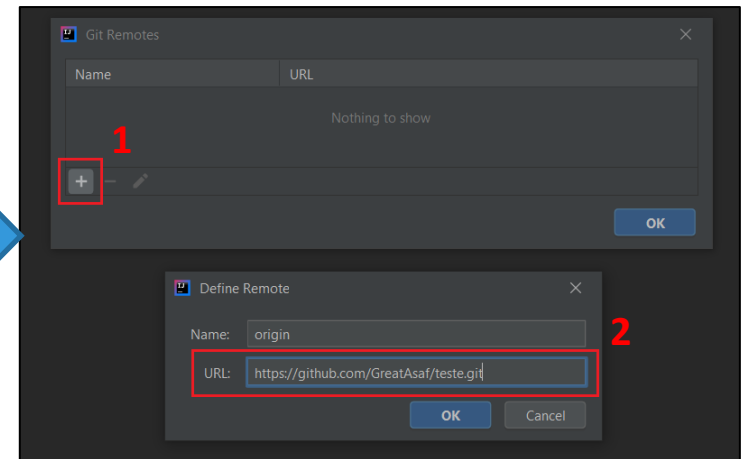 Git Remotes
Name URL
Nothing to show
1
OK
Define Remote
Name: origin
2
URL: https://github.com/GreatAsaf/teste.git
OK Cancel